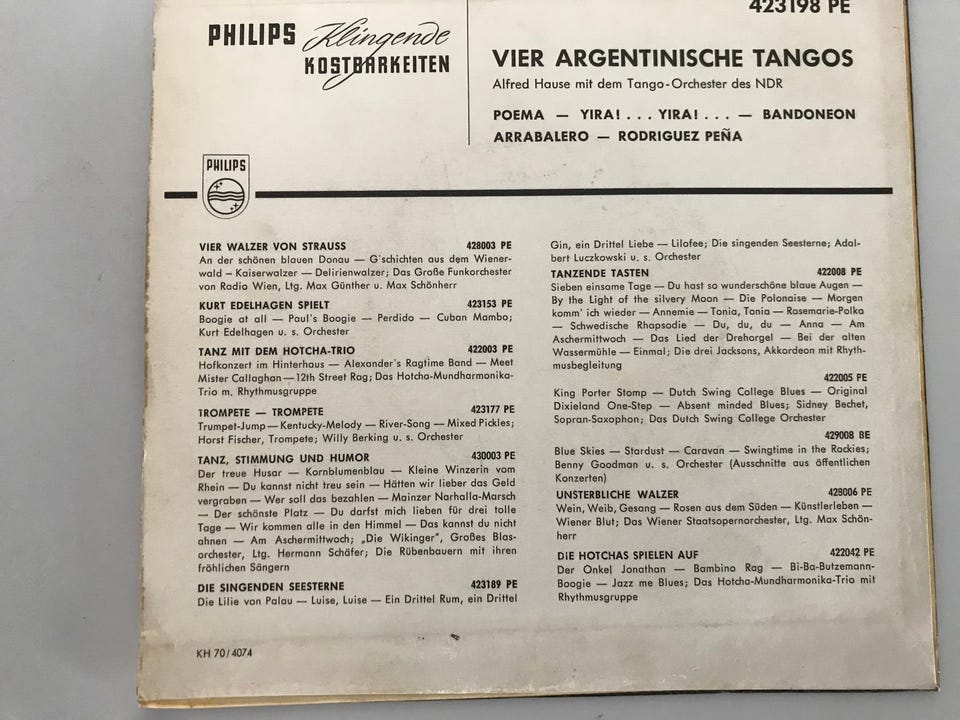 423198 PE
PHILIPS Klingende
KOSTBARKEITEN
VIER ARGENTINISCHE TANGOS
Alfred Hause mit dem Tango-Orchester des NDR
POEMA — YIRA! . . . YIRA! . . . — BANDONEON
ARRABALERO — RODRIGUEZ PEÑA
PHILIPS
VIER WALZER VON STRAUSS 428003 PE
An der schönen blauen Donau — G'schichten aus dem Wiener-
wald – Kaiserwalzer — Delirienwalzer; Das Große Funkorchester
von Radio Wien, Ltg. Max Günther u. Max Schönherr
KURT EDELHAGEN SPIELT 423153 PE
Boogie at all — Paul's Boogie — Perdido — Cuban Mambo;
Kurt Edelhagen u. s. Orchester
TANZ MIT DEM HOTCHA-TRIO 422003 PE
Hofkonzert im Hinterhaus — Alexander's Ragtime Band — Meet
Mister Callaghan — 12th Street Rag; Das Hotcha-Mundharmonika-
Trio m. Rhythmusgruppe
TROMPETE — TROMPETE 423177 PE
Trumpet-Jump — Kentucky-Melody — River-Song — Mixed Pickles;
Horst Fischer, Trompete; Willy Berking u. s. Orchester
TANZ, STIMMUNG UND HUMOR 430003 PE
Der treue Husar — Kornblumenblau — Kleine Winzerin vom
Rhein — Du kannst nicht treu sein — Hätten wir lieber das Geld
vergraben — Wer soll das bezahlen — Mainzer Narhalla-Marsch
— Der schönste Platz — Du darfst mich lieben für drei tolle
Tage — Wir kommen alle in den Himmel — Das kannst du nicht
ahnen — Am Aschermittwoch; „Die Wikinger", Großes Blas-
orchester, Ltg. Hermann Schäfer; Die Rübenbauern mit ihren
fröhlichen Sängern
DIE SINGENDEN SEESTERNE 423189 PE
Die Lilie von Palau — Luise, Luise — Ein Drittel Rum, ein Drittel
Gin, ein Drittel Liebe — Lilofee; Die singenden Seesterne; Adal-
bert Luczkowski u. s. Orchester
TANZENDE TASTEN 422008 PE
Sieben einsame Tage — Du hast so wunderschöne blaue Augen —
By the Light of the silvery Moon — Die Polonaise — Morgen
komm' ich wieder — Annemie — Tonia, Tonia — Rosemarie-Polka
— Schwedische Rhapsodie — Du, du, du — Anna — Am
Aschermittwoch — Das Lied der Drehorgel — Bei der alten
Wassermühle — Einmal; Die drei Jacksons, Akkordeon mit Rhyth-
musbegleitung
422005 PE
King Porter Stomp — Dutch Swing College Blues — Original
Dixieland One-Step — Absent minded Blues; Sidney Bechet,
Sopran-Saxophon; Das Dutch Swing College Orchester
429008 BE
Blue Skies — Stardust — Caravan — Swingtime in the Rockies;
Benny Goodman u. s. Orchester (Ausschnitte aus öffentlichen
Konzerten)
UNSTERBLICHE WALZER 428006 PE
Wein, Weib, Gesang — Rosen aus dem Süden — Künstlerleben —
Wiener Blut; Das Wiener Staatsopernorchester, Ltg. Max Schön-
herr
DIE HOTCHAS SPIELEN AUF 422042 PE
Der Onkel Jonathan — Bambino Rag — Bi-Ba-Butzemann-
Boogie — Jazz me Blues; Das Hotcha-Mundharmonika-Trio mit
Rhythmusgruppe
KH 70/4074